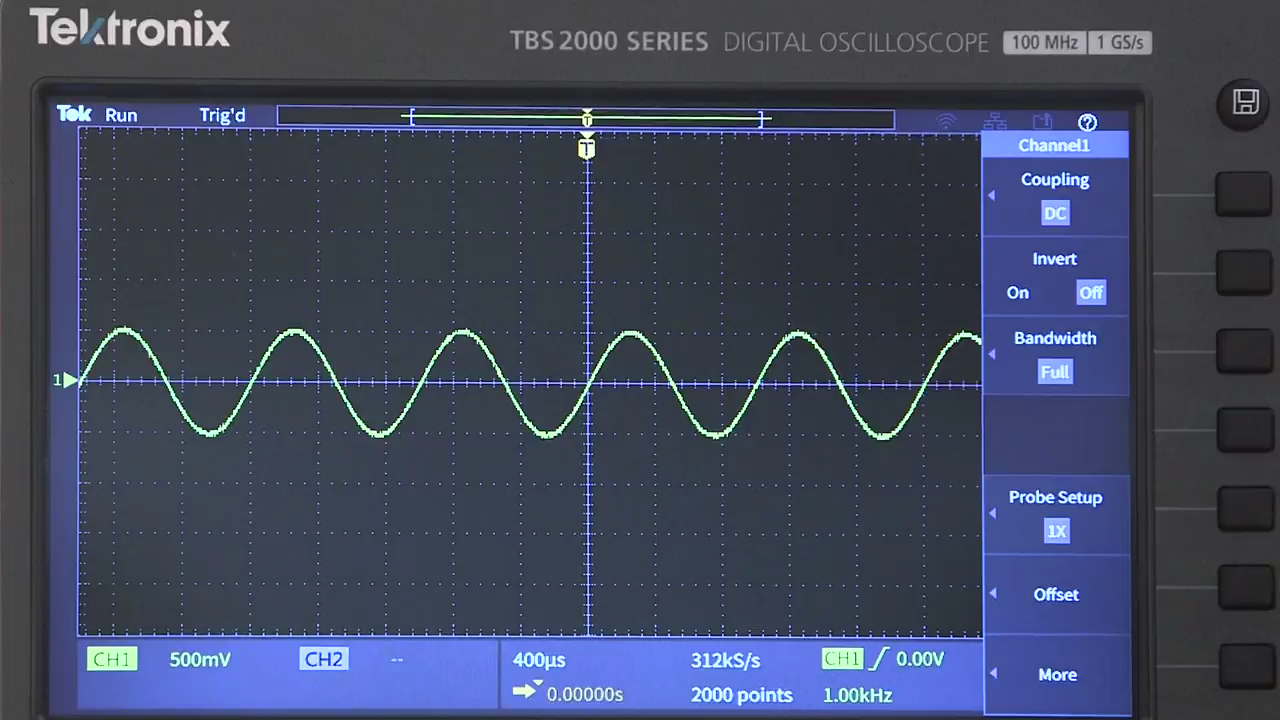 Tektronix
TBS 2000 SERIES DIGITAL OSCILLOSCOPE 100 MHz 1 GS/s
Tek Run Trig'd
T
?
T
Channel1
Coupling
DC
Invert
On Off
Bandwidth
Full
1
Probe Setup
1X
Offset
More
CH1 500mV CH2 -- 400µs 312kS/s CH1 0.00V
0.00000s 2000 points 1.00kHz